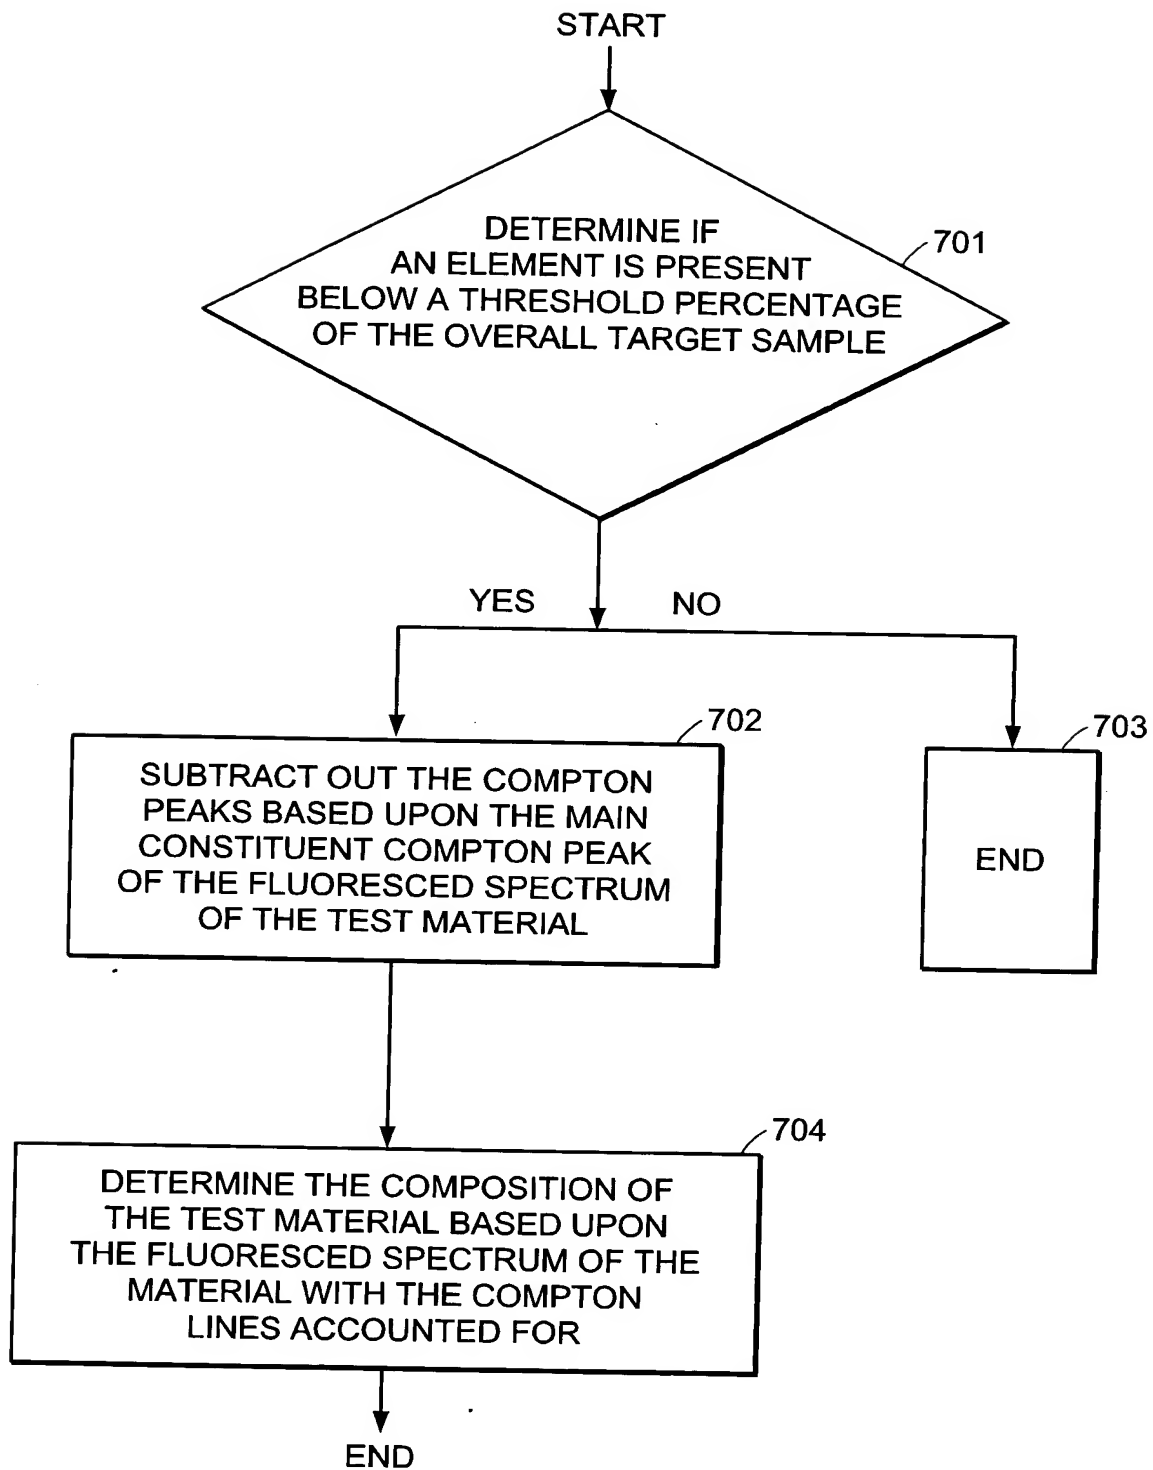 START
DETERMINE IF
AN ELEMENT IS PRESENT
BELOW A THRESHOLD PERCENTAGE
OF THE OVERALL TARGET SAMPLE
701
YES
NO
702
SUBTRACT OUT THE COMPTON
PEAKS BASED UPON THE MAIN
CONSTITUENT COMPTON PEAK
OF THE FLUORESCED SPECTRUM
OF THE TEST MATERIAL
703
END
704
DETERMINE THE COMPOSITION OF
THE TEST MATERIAL BASED UPON
THE FLUORESCED SPECTRUM OF THE
MATERIAL WITH THE COMPTON
LINES ACCOUNTED FOR
END